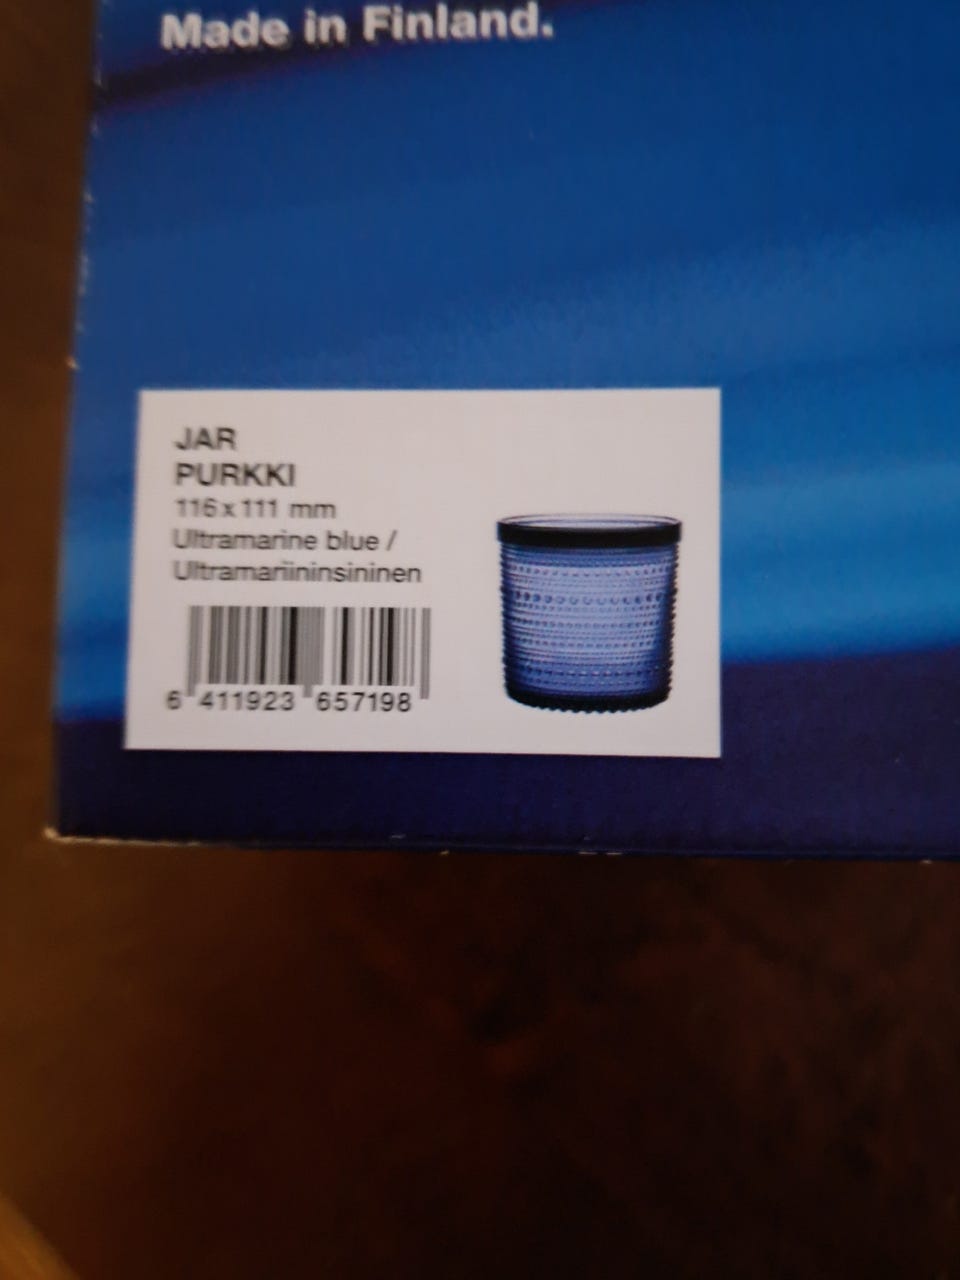 Made in Finland.
JAR
PURKKI
116 x 111 mm
Ultramarine blue /
Ultramariininsininen
6 411923 657198